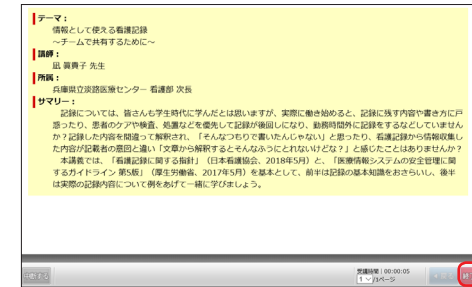 テーマ：
情報として使える看護記録
～チームで共有するために～
講師：
凪 眞貴子 先生
所属：
兵庫県立淡路医療センター 看護部 次長
サマリー：
記録については、皆さんも学生時代に学んだとは思いますが、実際に働き始めると、記録に残す内容や書き方に戸
惑ったり、患者のケアや検査、処置などを優先して記録が後回しになり、勤務時間外に記録をするなどしていません
か？記録した内容を間違って解釈され、「そんなつもりで書いたんじゃない」と思ったり、看護記録から情報収集し
た内容が記載者の意図と違い「文章から解釈するとそんなふうにとれないけどな？」と感じたことはありませんか？
本講義では、「看護記録に関する指針」（日本看護協会、2018年5月）と、「医療情報システムの安全管理に関
するガイドライン 第5版」（厚生労働省、2017年5月）を基本として、前半は記録の基本知識をおさらいし、後半
は実際の記録内容について例をあげて一緒に学びましょう。
中断する
受講時間：00:00:05
1 /1ページ
終了